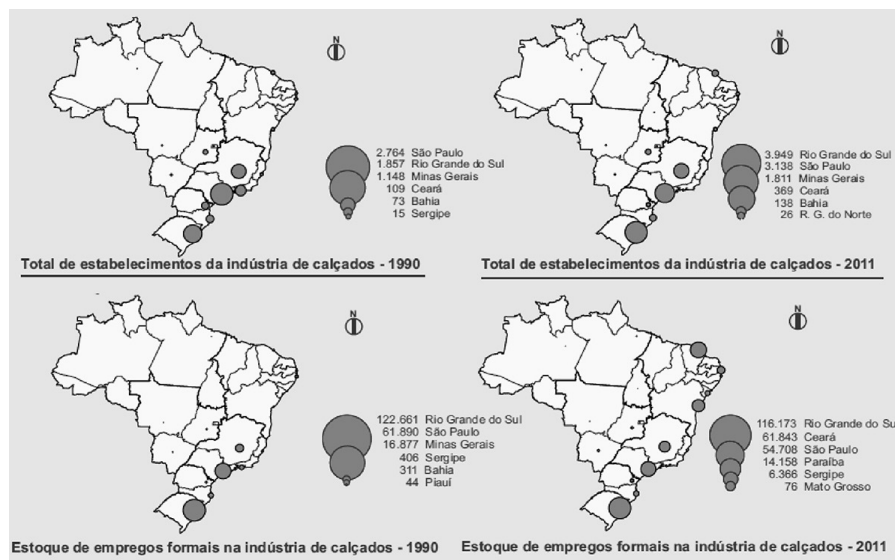 N
2.764 São Paulo
1.857 Rio Grande do Sul
1.148 Minas Gerais
109 Ceará
73 Bahia
15 Sergipe
Total de estabelecimentos da indústria de calçados - 1990
N
3.949 Rio Grande do Sul
3.138 São Paulo
1.811 Minas Gerais
369 Ceará
138 Bahia
26 R. G. do Norte
Total de estabelecimentos da indústria de calçados - 2011
N
122.661 Rio Grande do Sul
61.890 São Paulo
16.877 Minas Gerais
406 Sergipe
311 Bahia
44 Piauí
Estoque de empregos formais na indústria de calçados - 1990
N
116.173 Rio Grande do Sul
61.843 Ceará
54.708 São Paulo
14.158 Paraíba
6.366 Sergipe
76 Mato Grosso
Estoque de empregos formais na indústria de calçados - 2011